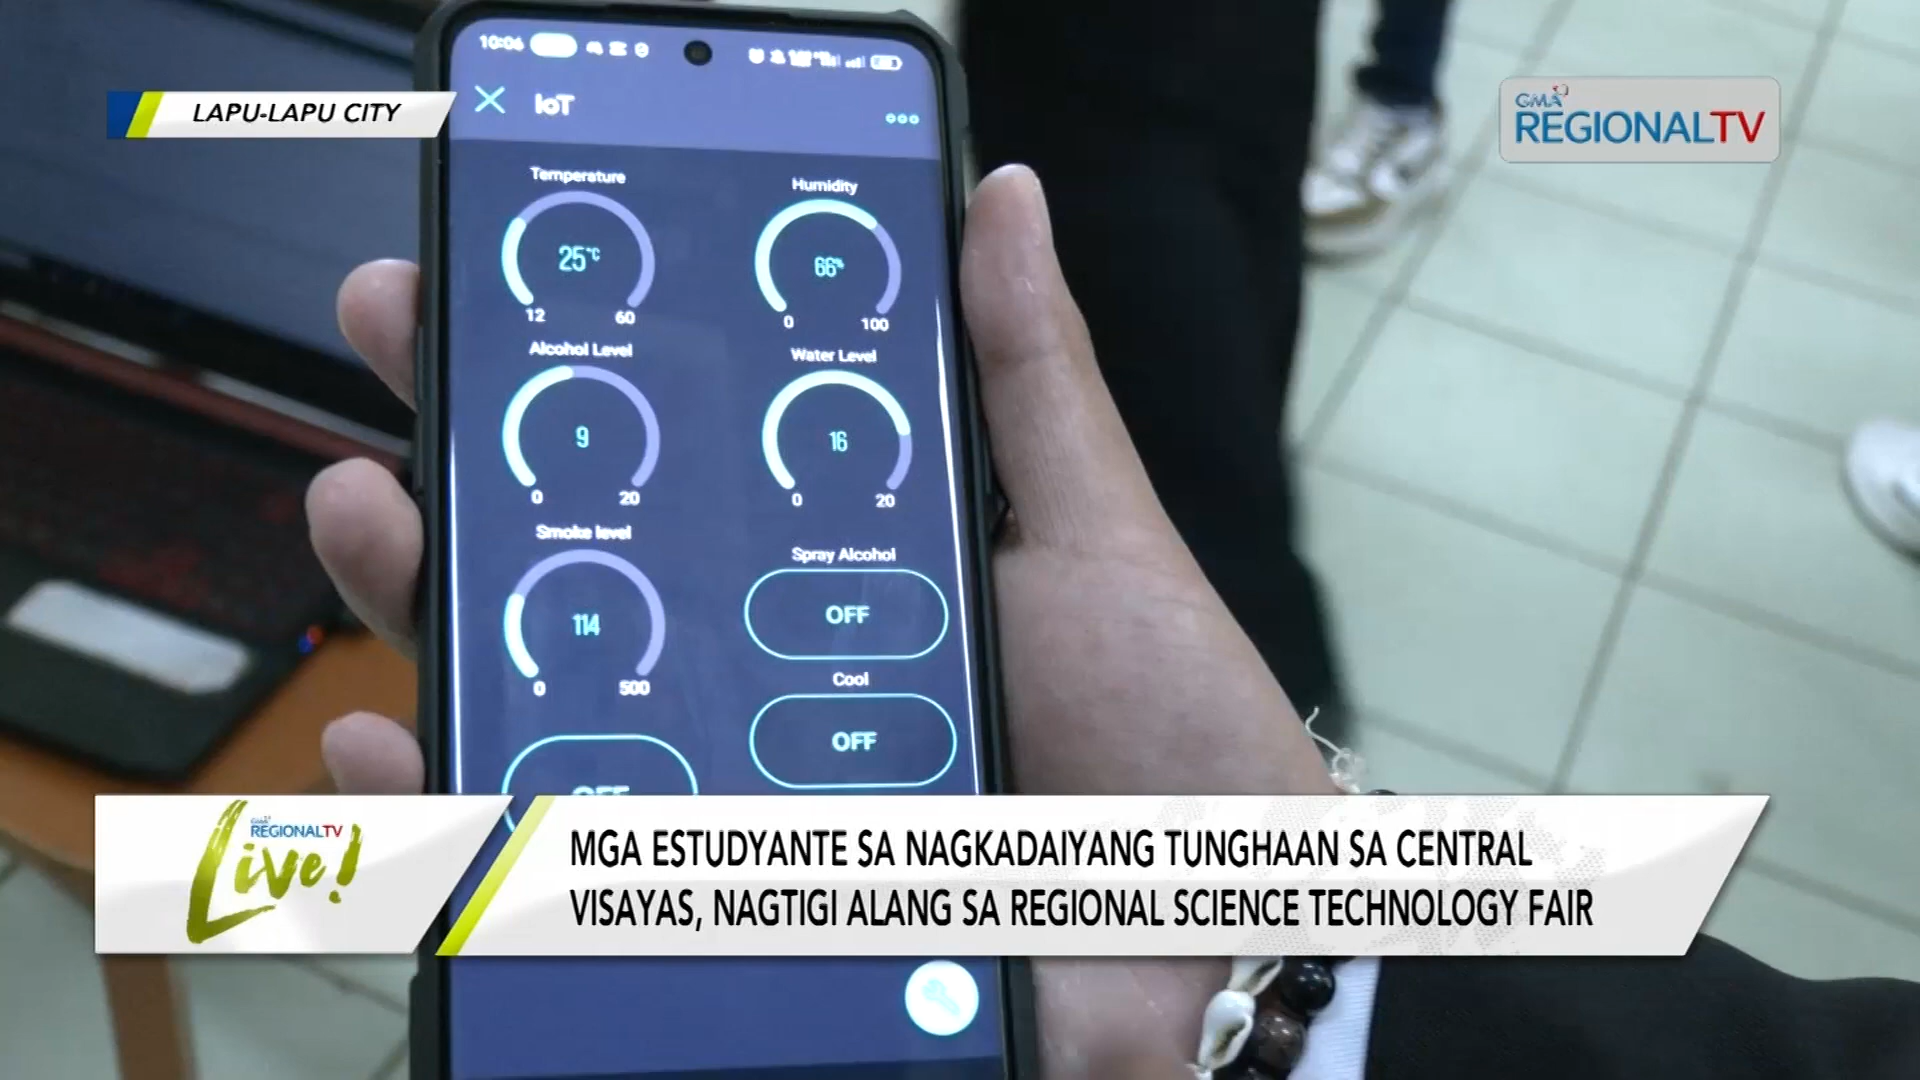 10:06
LAPU-LAPU CITY
IoT
GMA
REGIONALTV
Temperature
Humidity
25°C
66%
12 60
0 100
Alcohol Level
Water Level
9
16
0 20
0 20
Smoke level
Spray Alcohol
114
OFF
0 500
Cool
OFF
OFF
GMA
REGIONALTV
Live!
MGA ESTUDYANTE SA NAGKADAIYANG TUNGHAAN SA CENTRAL
VISAYAS, NAGTIGI ALANG SA REGIONAL SCIENCE TECHNOLOGY FAIR